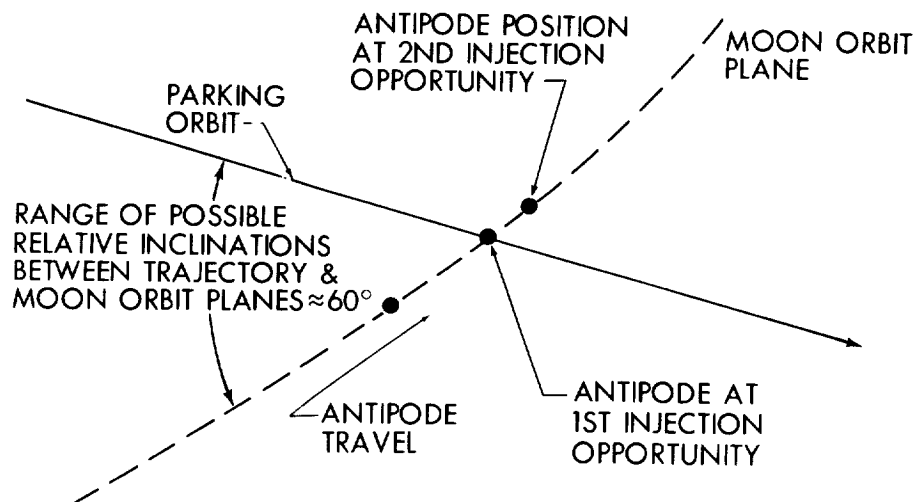 ANTIPODE POSITION
AT 2ND INJECTION
OPPORTUNITY
MOON ORBIT
PLANE
PARKING
ORBIT-
RANGE OF POSSIBLE
RELATIVE INCLINATIONS
BETWEEN TRAJECTORY &
MOON ORBIT PLANES≈60°
ANTIPODE
TRAVEL
ANTIPODE AT
1ST INJECTION
OPPORTUNITY